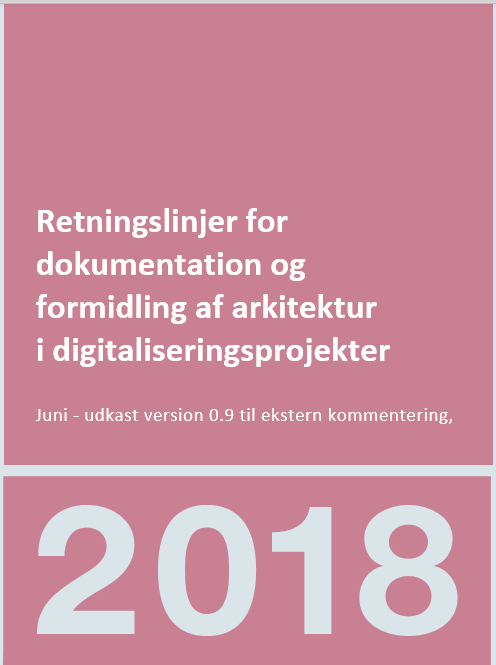 Retningslinjer for
dokumentation og
formidling af arkitektur
i digitaliseringsprojekter
Juni - udkast version 0.9 til ekstern kommentering,
2018